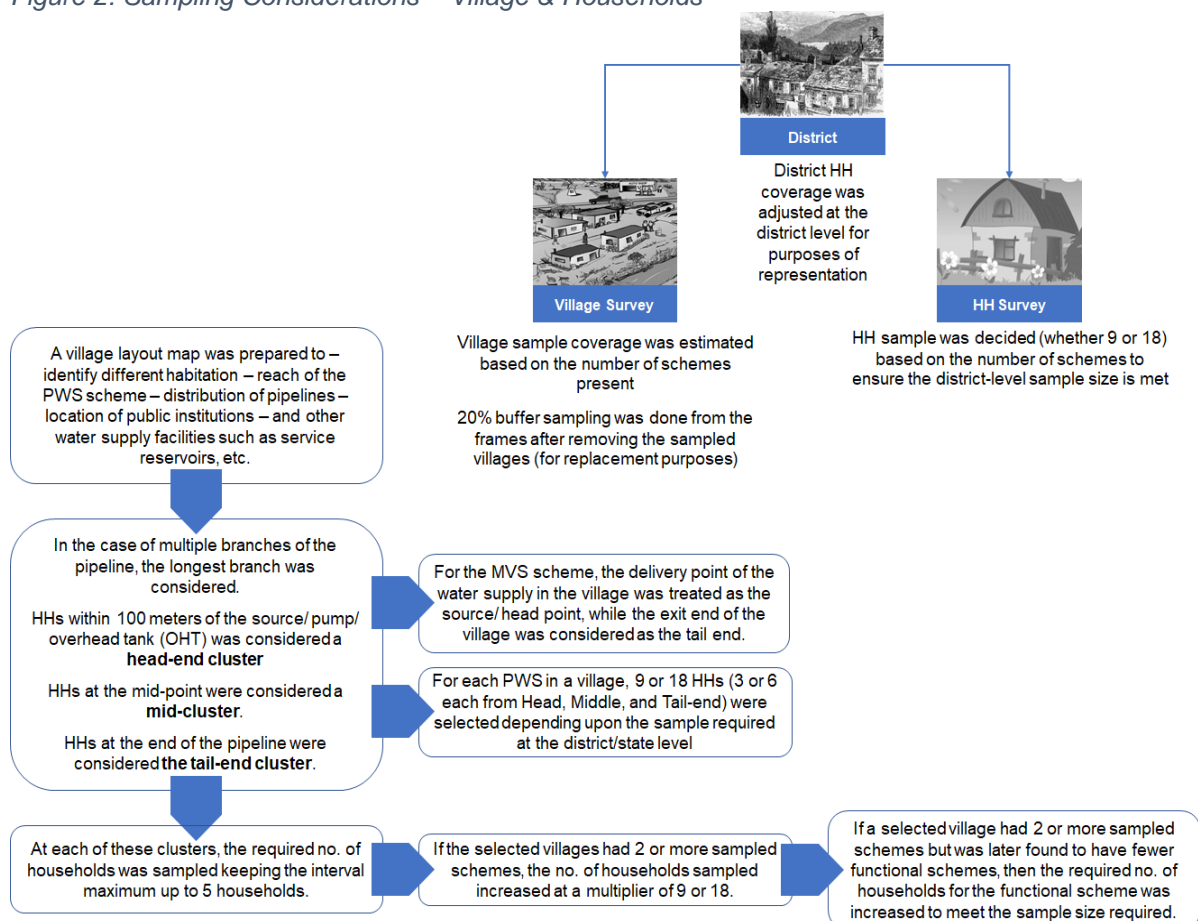 Figure 2: Sampling Considerations – Village & Households
District
District HH
coverage was
adjusted at the
district level for
purposes of
representation
Village Survey
Village sample coverage was estimated
based on the number of schemes
present
20% buffer sampling was done from the
frames after removing the sampled
villages (for replacement purposes)
HH Survey
HH sample was decided (whether 9 or 18)
based on the number of schemes to
ensure the district-level sample size is met
A village layout map was prepared to –
identify different habitation – reach of the
PWS scheme – distribution of pipelines –
location of public institutions – and other
water supply facilities such as service
reservoirs, etc.
In the case of multiple branches of the
pipeline, the longest branch was
considered.
HHs within 100 meters of the source/ pump/
overhead tank (OHT) was considered a
head-end cluster
HHs at the mid-point were considered a
mid-cluster.
HHs at the end of the pipeline were
considered the tail-end cluster.
For the MVS scheme, the delivery point of the
water supply in the village was treated as the
source/ head point, while the exit end of the
village was considered as the tail end.
For each PWS in a village, 9 or 18 HHs (3 or 6
each from Head, Middle, and Tail-end) were
selected depending upon the sample required
at the district/state level
At each of these clusters, the required no. of
households was sampled keeping the interval
maximum up to 5 households.
If the selected villages had 2 or more sampled
schemes, the no. of households sampled
increased at a multiplier of 9 or 18.
If a selected village had 2 or more sampled
schemes but was later found to have fewer
functional schemes, then the required no. of
households for the functional scheme was
increased to meet the sample size required.